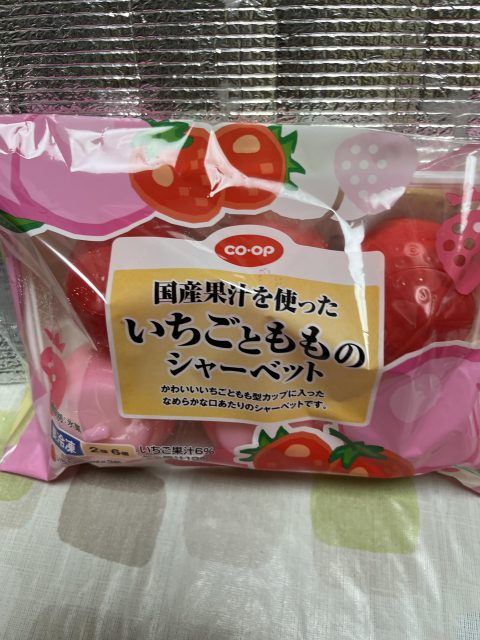 CO·OP
国産果汁を使った
いちごとももの
シャーベット
かわいいいちごともも型カップに入った
なめらかな口あたりのシャーベットです。
冷凍
2種6個
いちご果汁6%